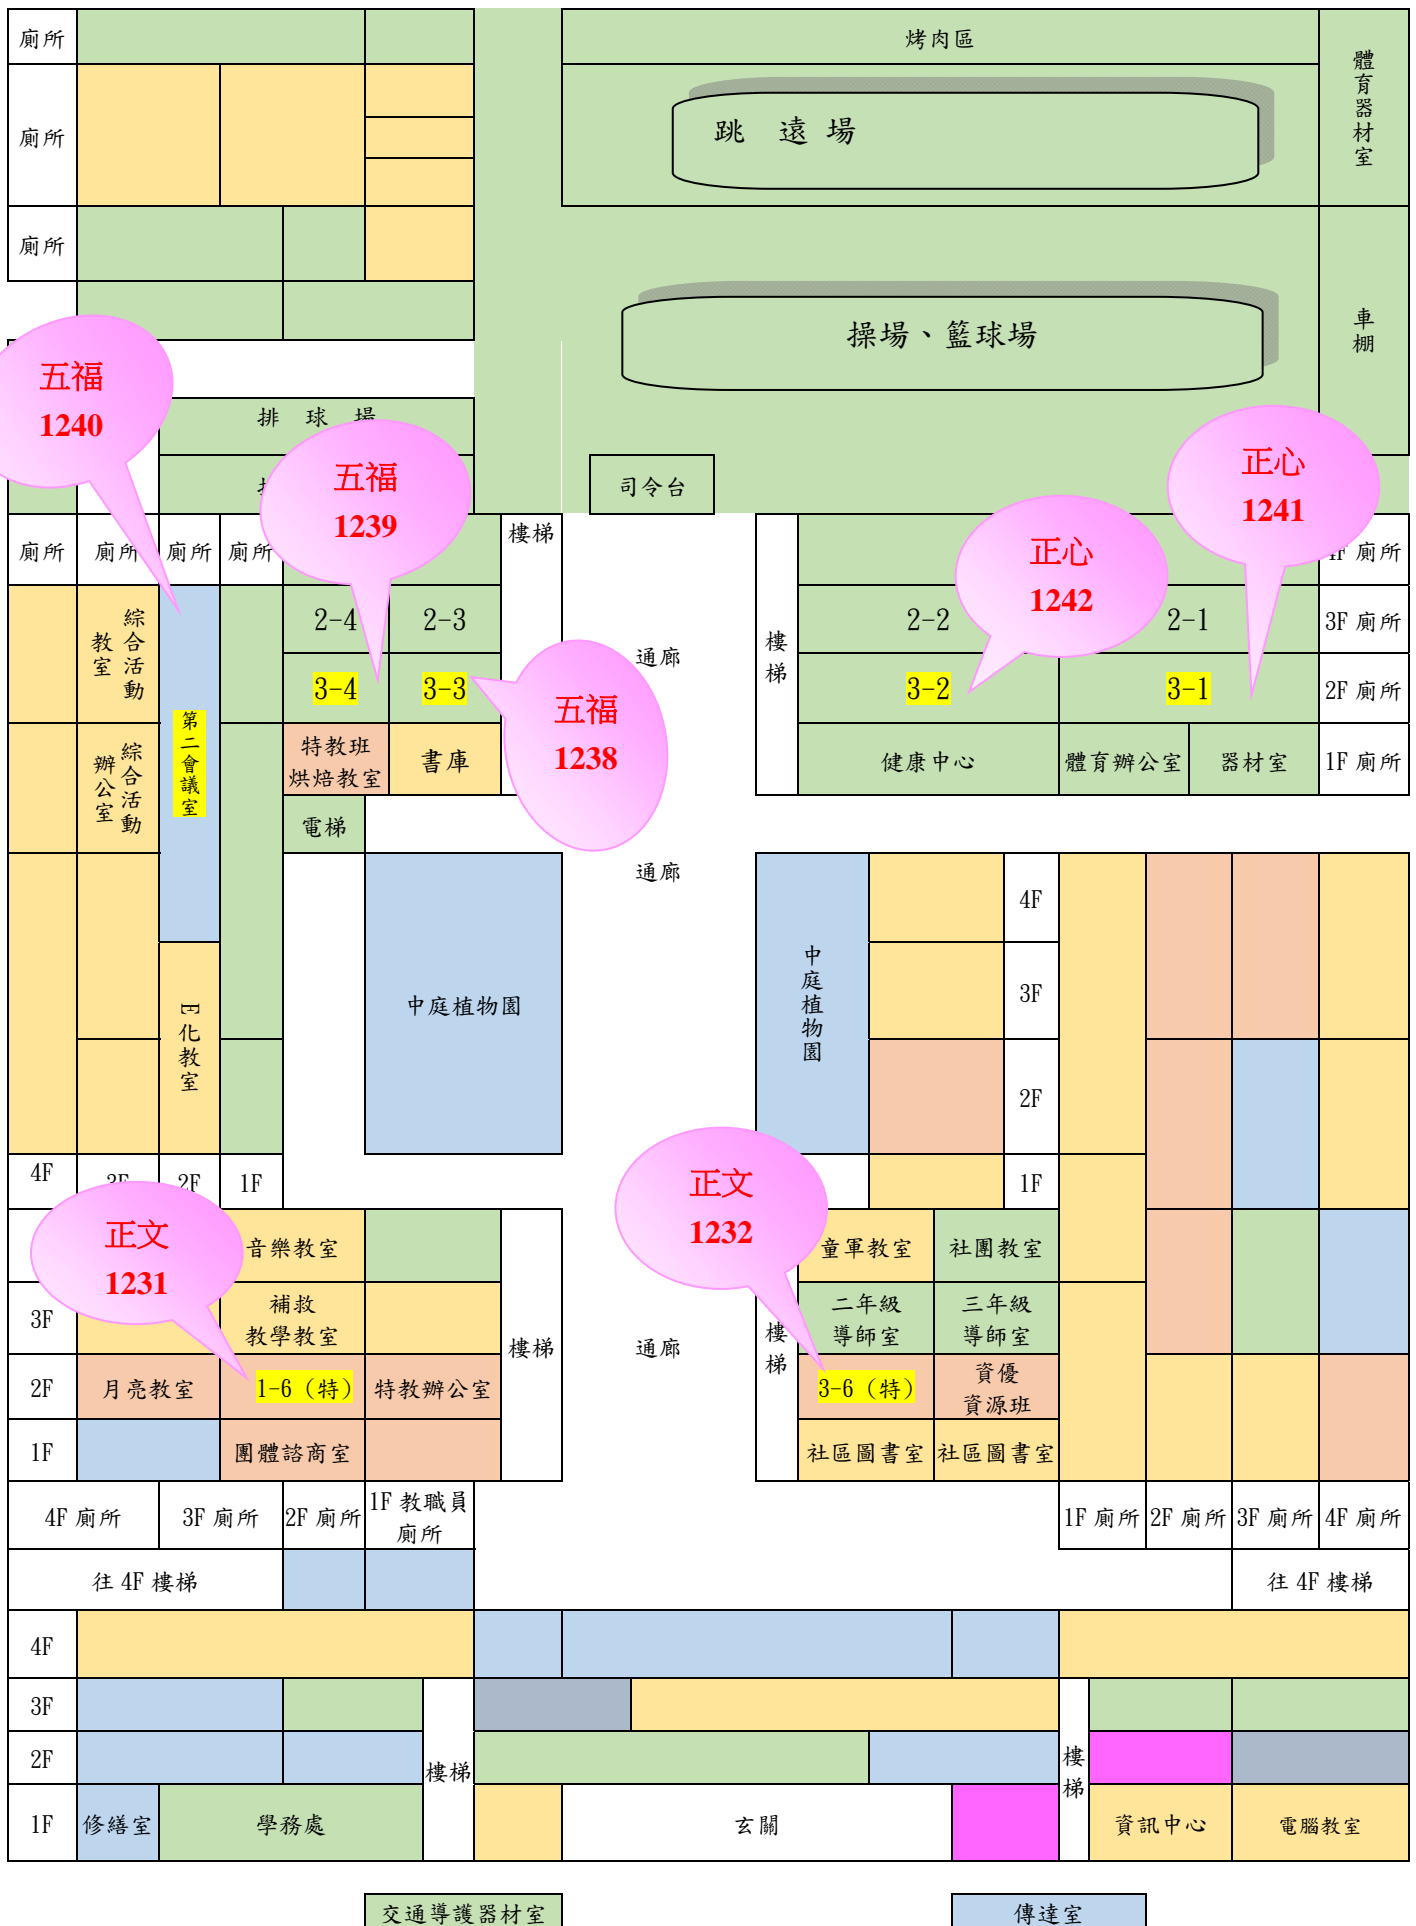 廁所
烤肉區
體育器材室
廁所
跳 遠 場
廁所
操場、籃球場
車棚
五福
1240
排 球 場
五福
1239
正心
1241
司令台
正心
1242
廁所
廁所
廁所
廁所
樓梯
廁所
綜合活動
教室
2-4
2-3
通廊
樓梯
2-2
2-1
3F 廁所
第二會議室
3-4
3-3
3-2
3-1
2F 廁所
五福
1238
綜合活動
辦公室
特教班
烘焙教室
書庫
健康中心
體育辦公室
器材室
1F 廁所
電梯
通廊
4F
中庭植物園
中庭植物園
3F
E化教室
2F
4F
2F
1F
1F
正文
1231
正文
1232
音樂教室
童軍教室
社團教室
3F
補救
教學教室
樓梯
通廊
樓梯
二年級
導師室
三年級
導師室
2F
月亮教室
1-6（特）
特教辦公室
3-6（特）
資優
資源班
1F
團體諮商室
社區圖書室
社區圖書室
4F 廁所
3F 廁所
2F 廁所
1F 教職員
廁所
1F 廁所
2F 廁所
3F 廁所
4F 廁所
往 4F 樓梯
往 4F 樓梯
4F
3F
2F
樓梯
樓梯
1F
修繕室
學務處
玄關
資訊中心
電腦教室
交通導護器材室
傳達室